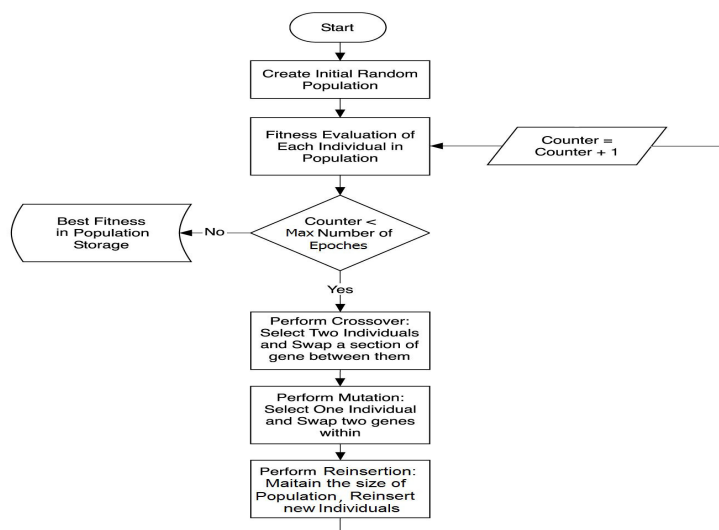 Start
Create Initial Random
Population
Fitness Evaluation of
Each Individual in
Population
Counter =
Counter + 1
Best Fitness
in Population
Storage
No
Counter <
Max Number of
Epoches
Yes
Perform Crossover:
Select Two Individuals
and Swap a section of
gene between them
Perform Mutation:
Select One Individual
and Swap two genes
within
Perform Reinsertion:
Maitain the size of
Population, Reinsert
new Individuals